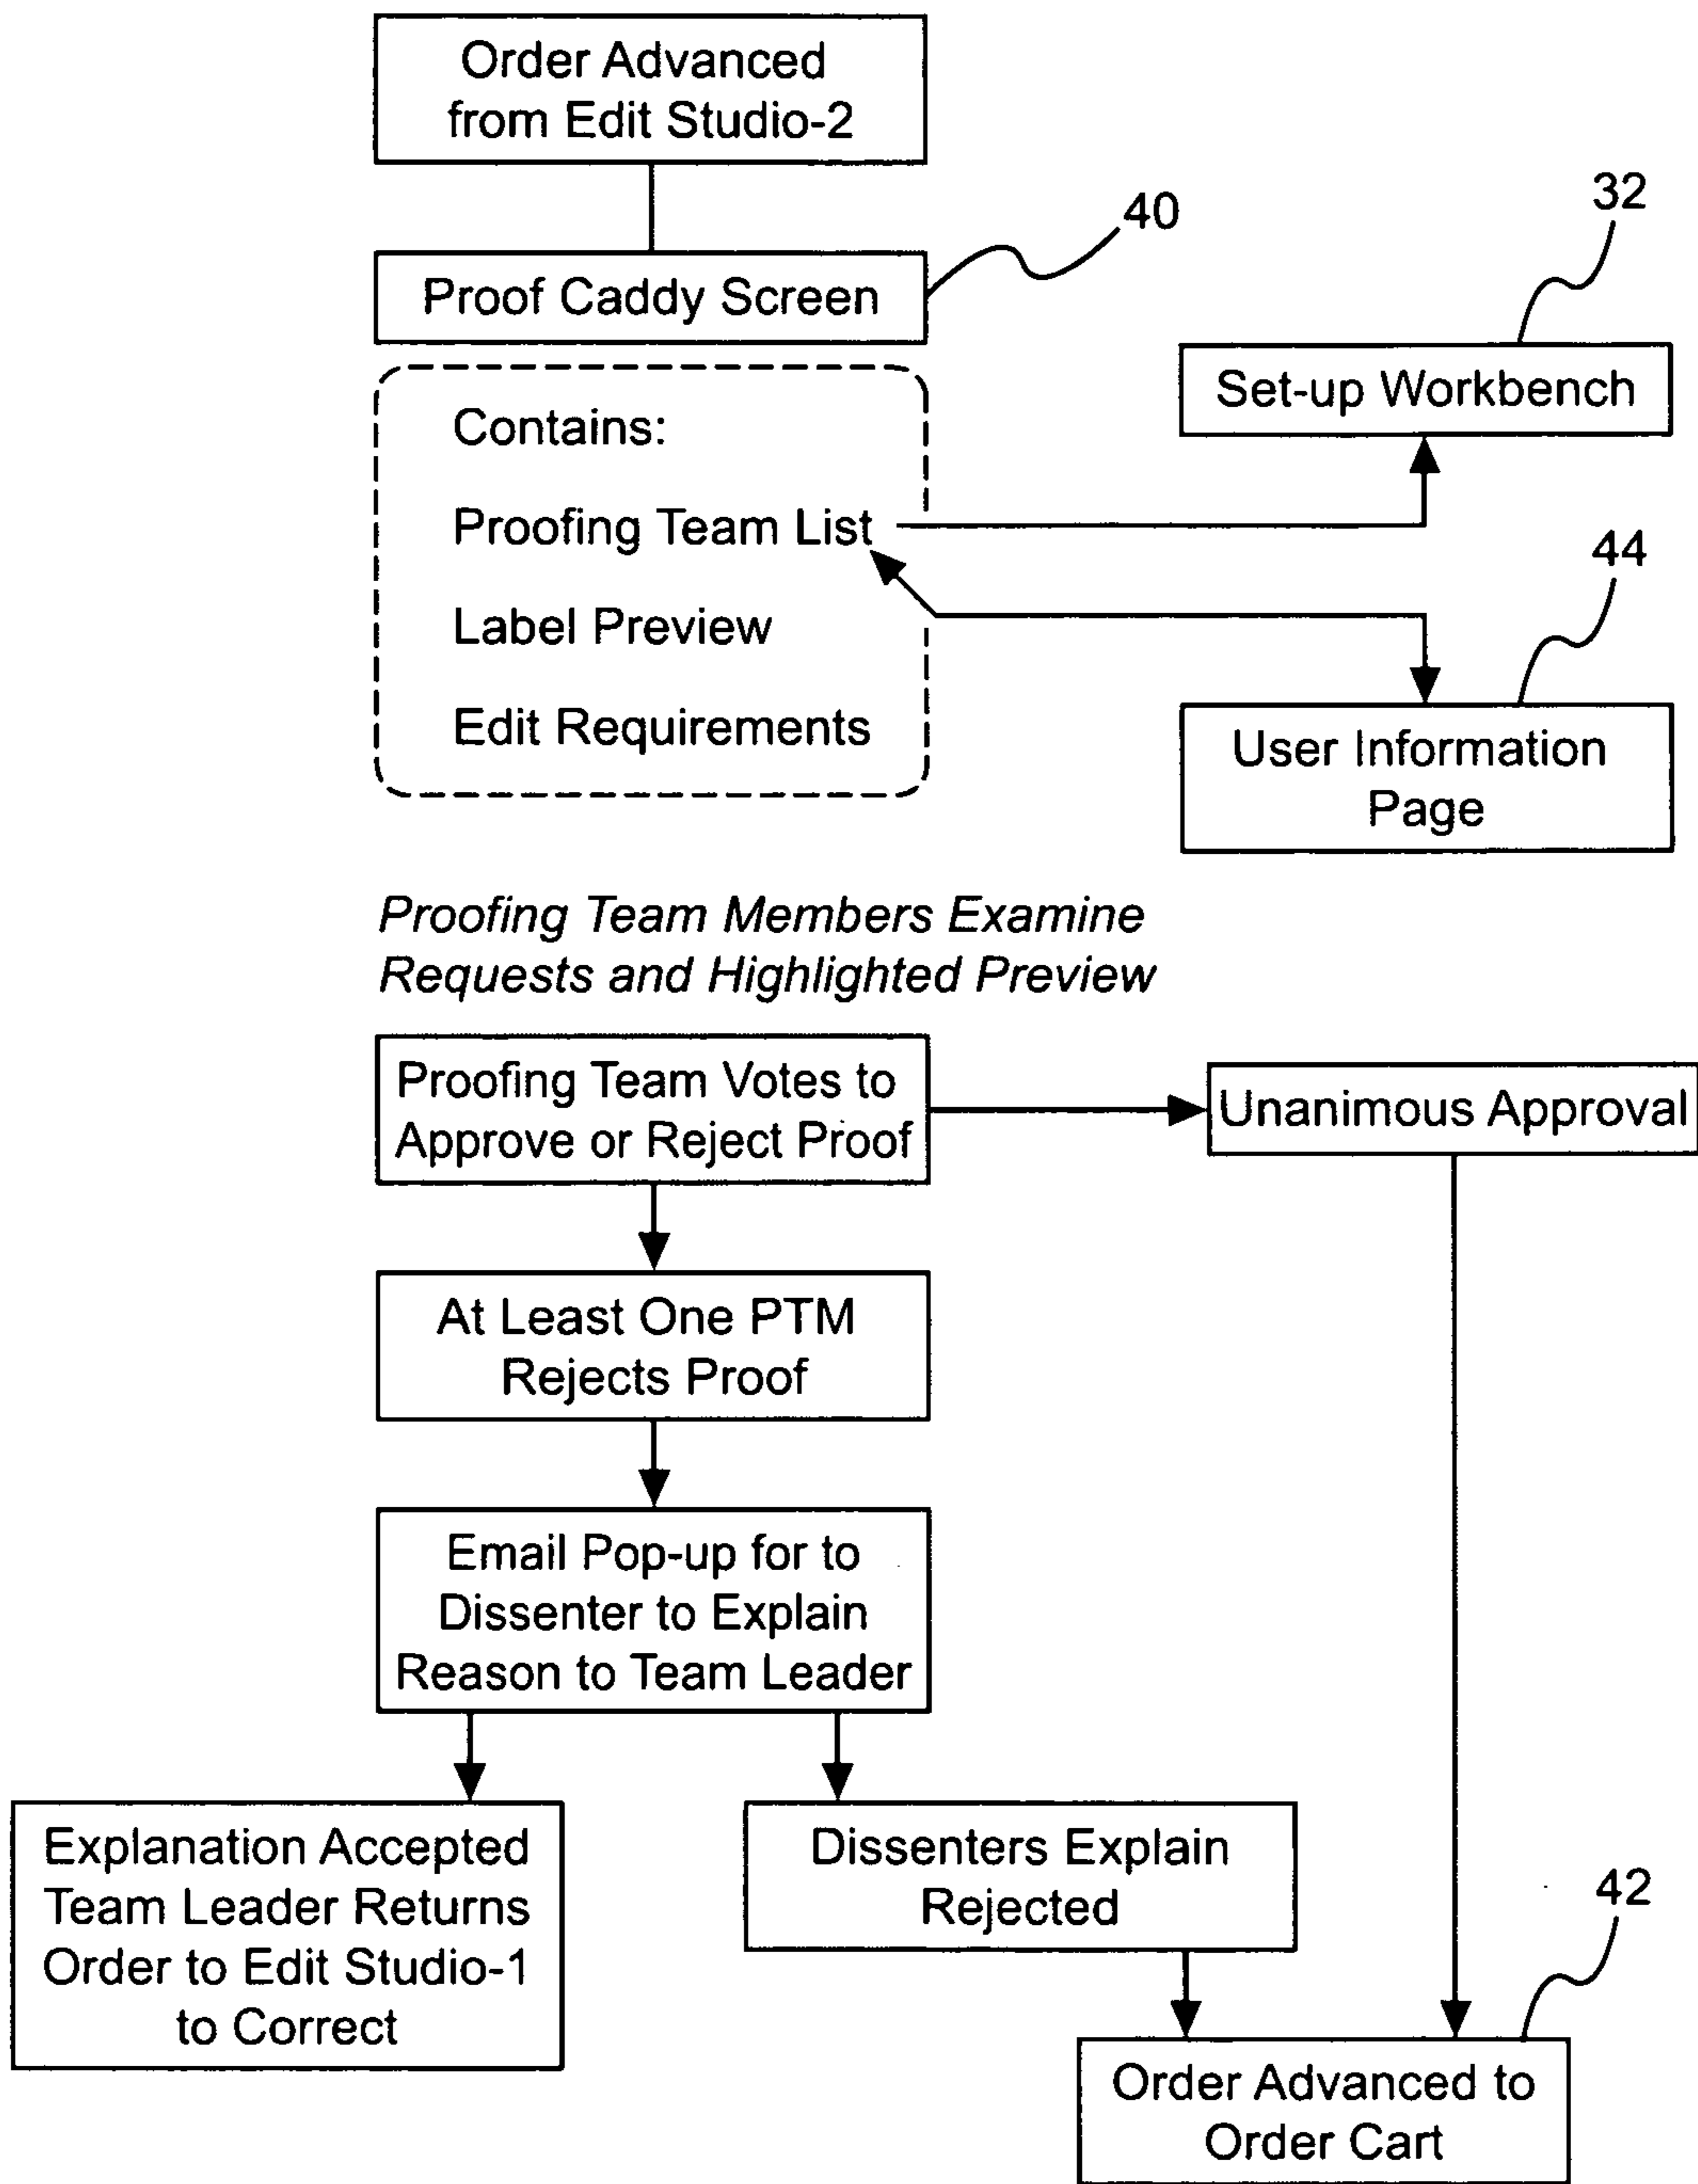 Order Advanced
from Edit Studio-2
40
32
Proof Caddy Screen
Set-up Workbench
Contains:
Proofing Team List
44
Label Preview
Edit Requirements
User Information
Page
Proofing Team Members Examine
Requests and Highlighted Preview
Proofing Team Votes to
Approve or Reject Proof
Unanimous Approval
At Least One PTM
Rejects Proof
Email Pop-up for to
Dissenter to Explain
Reason to Team Leader
Explanation Accepted
Team Leader Returns
Order to Edit Studio-1
to Correct
Dissenters Explain
Rejected
42
Order Advanced to
Order Cart